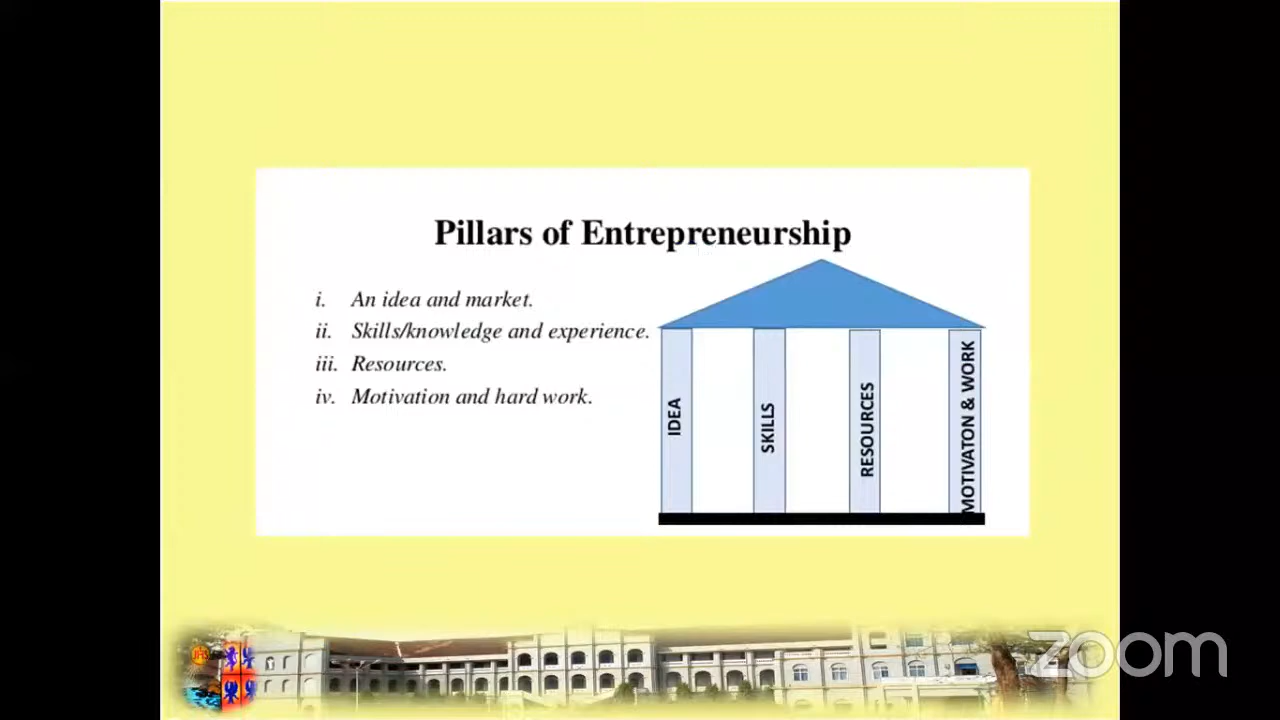 Pillars of Entrepreneurship
i. An idea and market.
ii. Skills/knowledge and experience.
iii. Resources.
iv. Motivation and hard work.
IDEA
SKILLS
RESOURCES
MOTIVATON & WORK
JHS
zoom